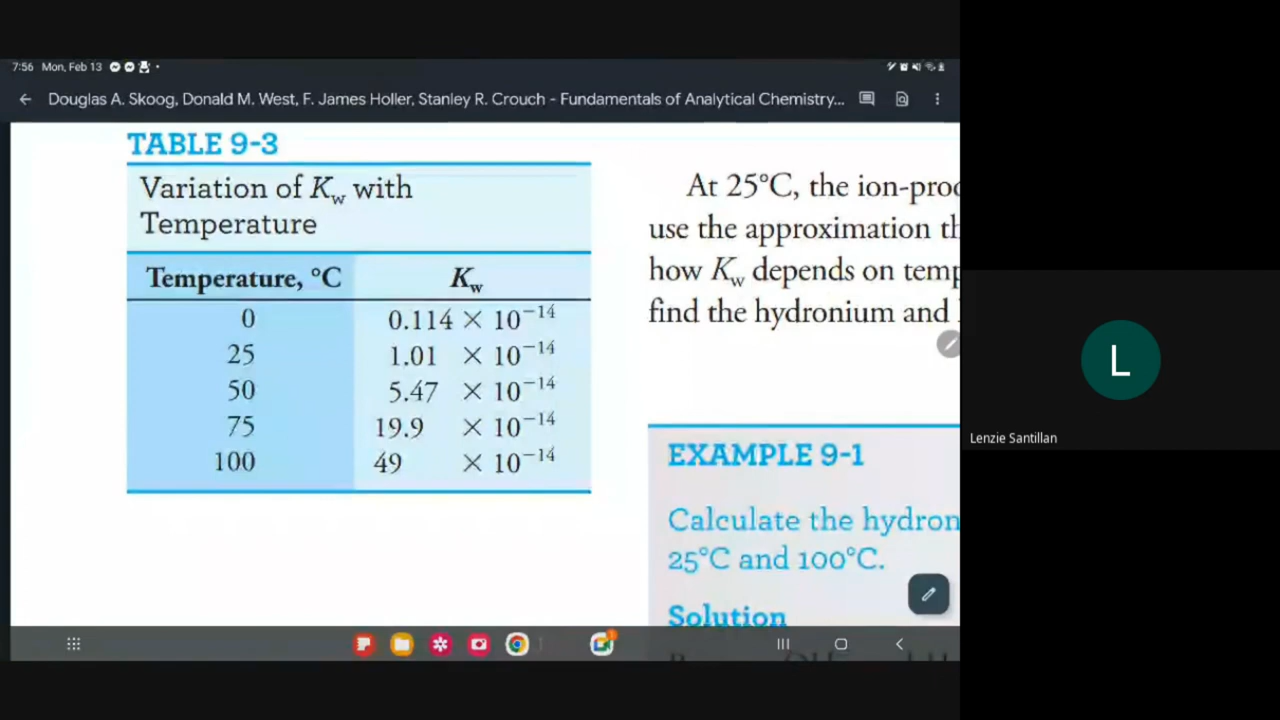 7:56 Mon, Feb 13
Douglas A. Skoog, Donald M. West, F. James Holler, Stanley R. Crouch - Fundamentals of Analytical Chemistry...
TABLE 9-3
Variation of Kw with
Temperature
Temperature, °C Kw
0 0.114 × 10⁻¹⁴
25 1.01 × 10⁻¹⁴
50 5.47 × 10⁻¹⁴
75 19.9 × 10⁻¹⁴
100 49 × 10⁻¹⁴
At 25°C, the ion-proc
use the approximation th
how Kw depends on temp
find the hydronium and
EXAMPLE 9-1
Calculate the hydron
25°C and 100°C.
Solution
L
Lenzie Santillan